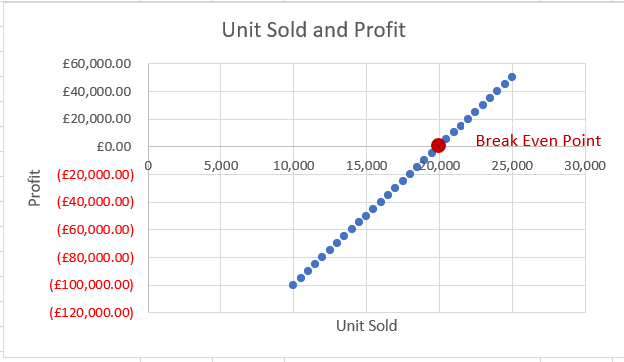 Unit Sold and Profit
£60,000.00
£40,000.00
£20,000.00
£0.00
Break Even Point
0 5,000 10,000 15,000 20,000 25,000 30,000
(£20,000.00)
(£40,000.00)
(£60,000.00)
(£80,000.00)
(£100,000.00)
(£120,000.00)
Profit
Unit Sold